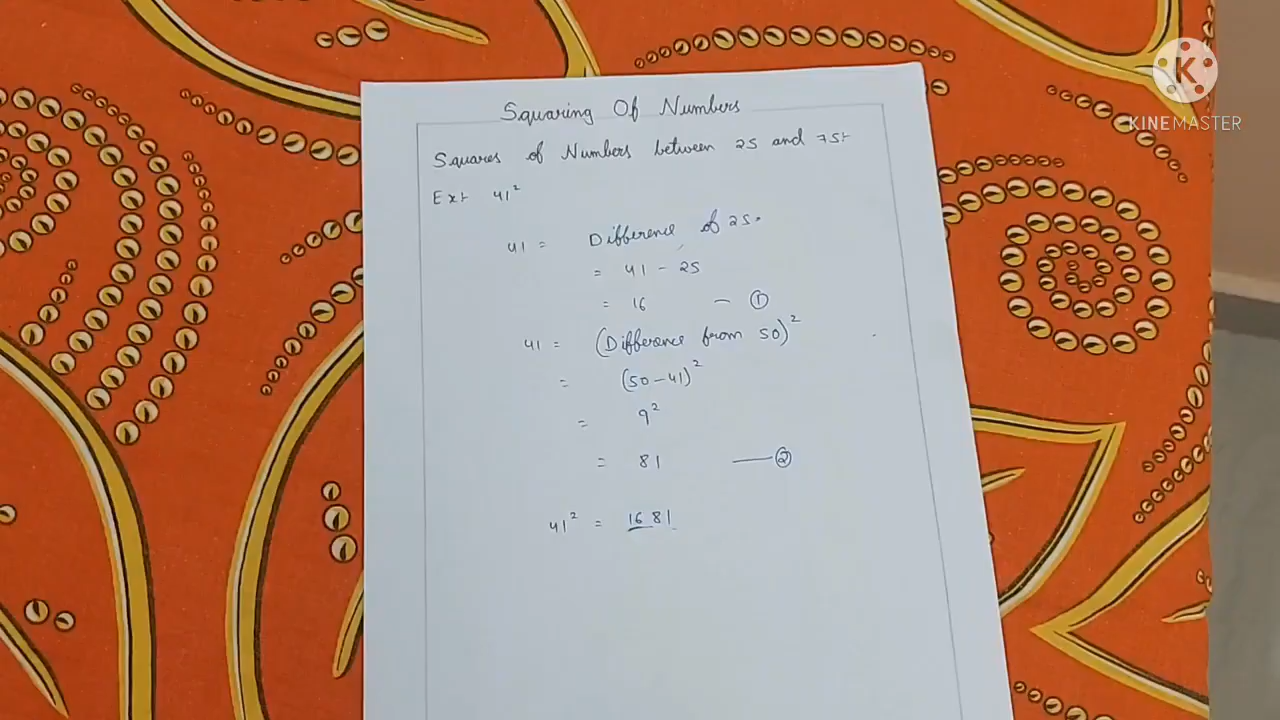 Squaring Of Numbers
Squares of Numbers between 25 and 75:-
Ex:- 41²
41 = Difference of 25.
= 41 - 25
= 16 — ①
41 = (Difference from 50)²
= (50 - 41)²
= 9²
= 81 — ②
41² = 1681
K
KINEMASTER